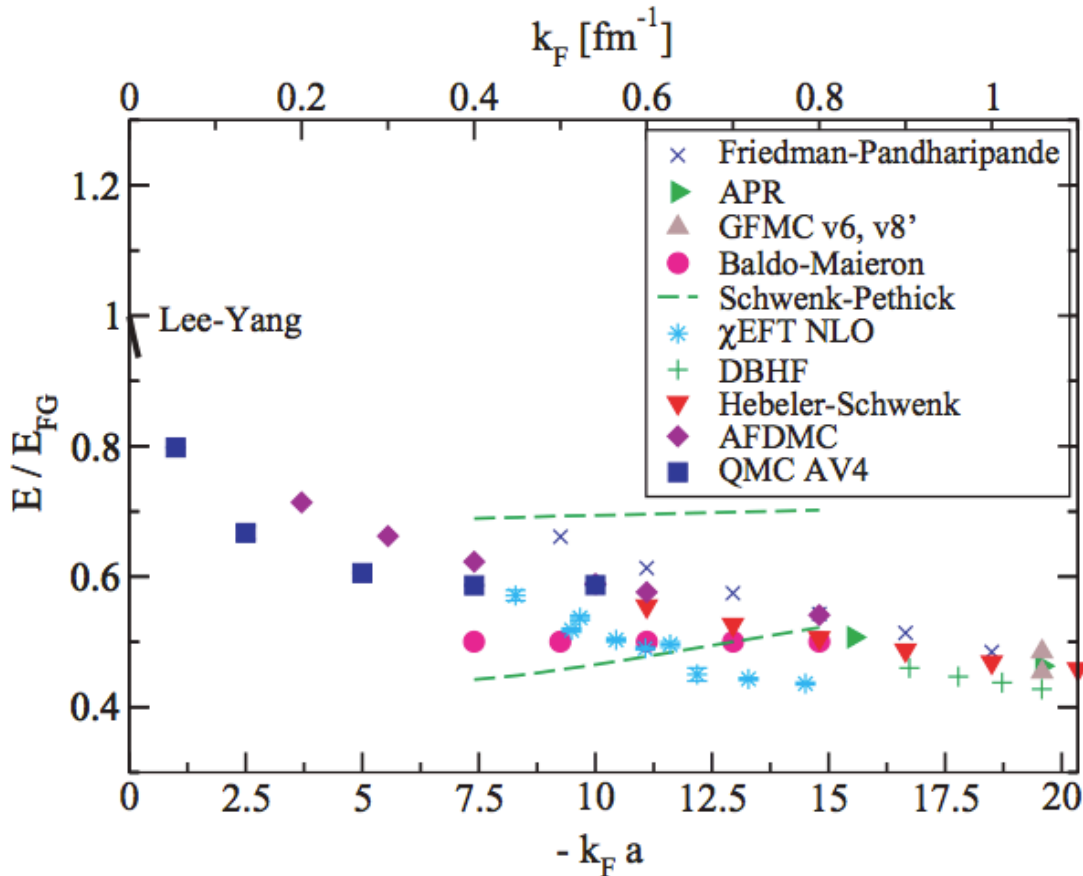 k_F [fm⁻¹]
0 0.2 0.4 0.6 0.8 1
Friedman-Pandharipande
APR
GFMC v6, v8’
Baldo-Maieron
Schwenk-Pethick
χEFT NLO
DBHF
Hebeler-Schwenk
AFDMC
QMC AV4
Lee-Yang
E / E_FG
1.2
1
0.8
0.6
0.4
0 2.5 5 7.5 10 12.5 15 17.5 20
- k_F a